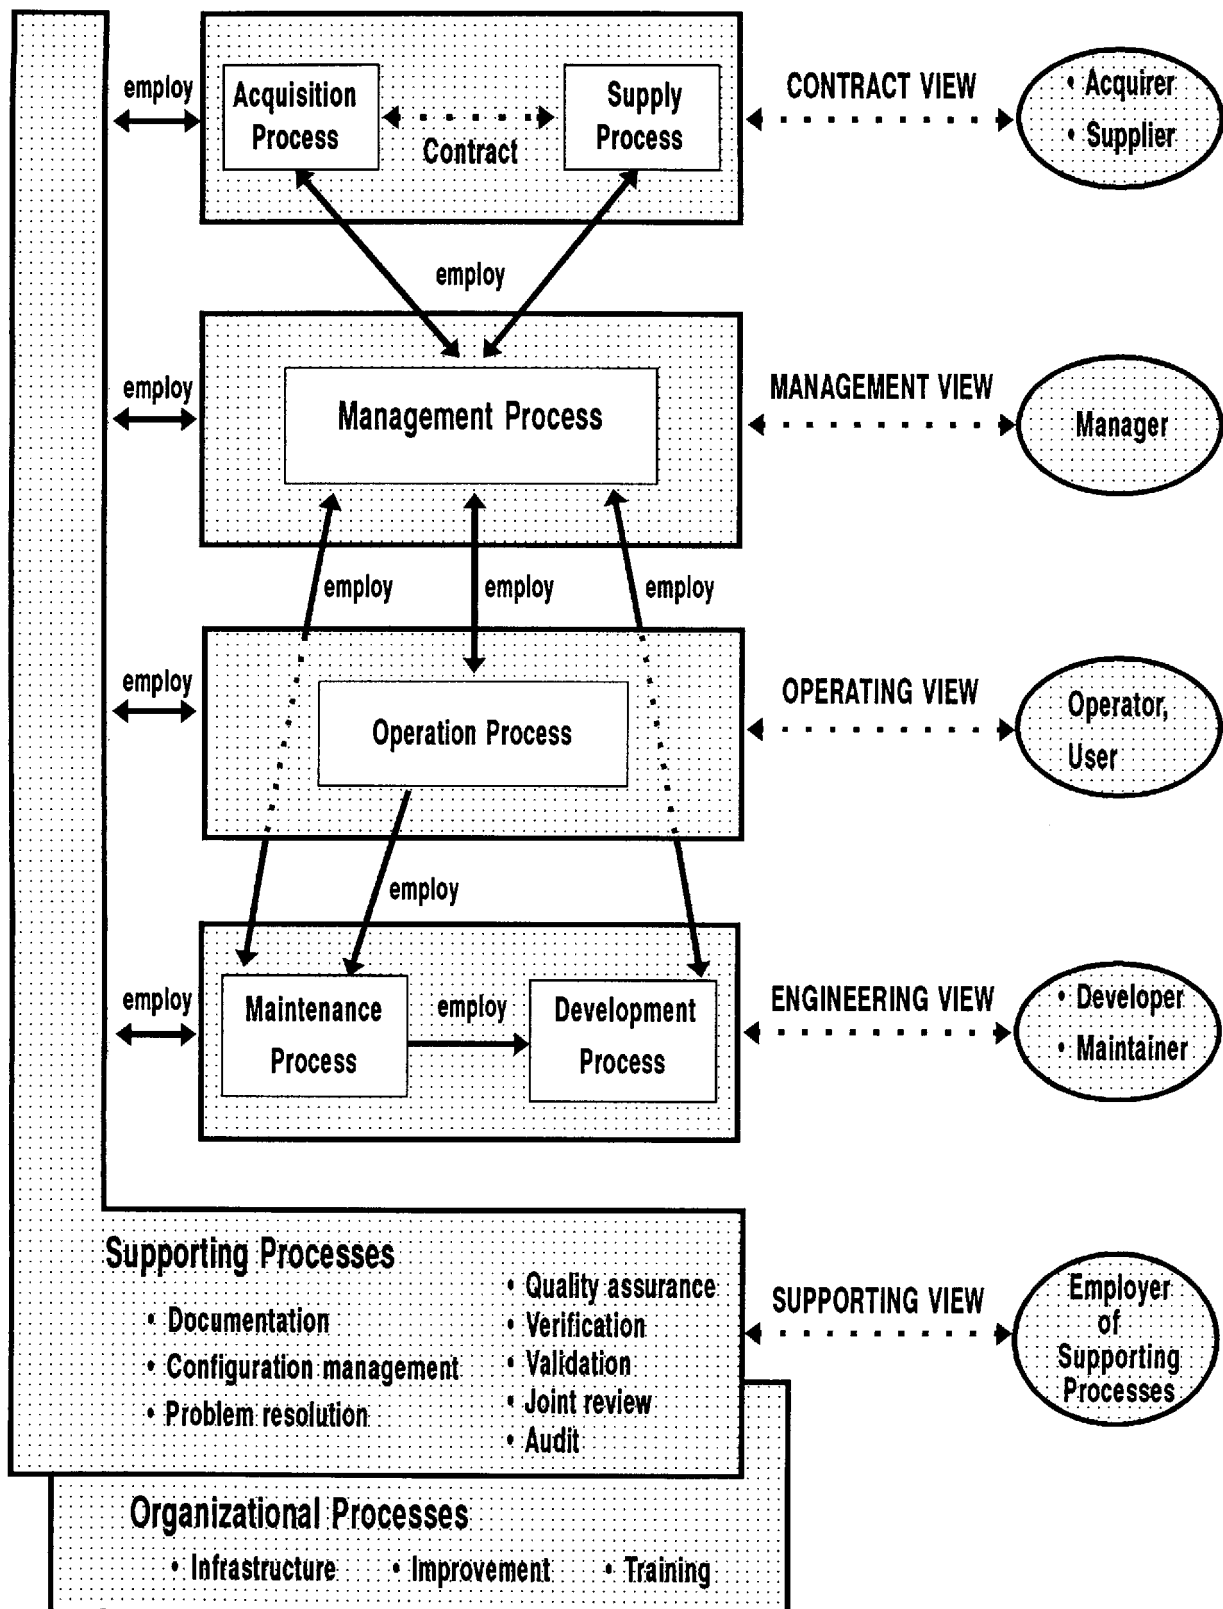 employ
Acquisition
Process
Contract
Supply
Process
CONTRACT VIEW
• Acquirer
• Supplier
employ
employ
Management Process
MANAGEMENT VIEW
Manager
employ
employ
employ
employ
Operation Process
OPERATING VIEW
Operator,
User
employ
employ
Maintenance
Process
employ
Development
Process
ENGINEERING VIEW
• Developer
• Maintainer
Supporting Processes
• Documentation
• Configuration management
• Problem resolution
• Quality assurance
• Verification
• Validation
• Joint review
• Audit
SUPPORTING VIEW
Employer
of
Supporting
Processes
Organizational Processes
• Infrastructure • Improvement • Training